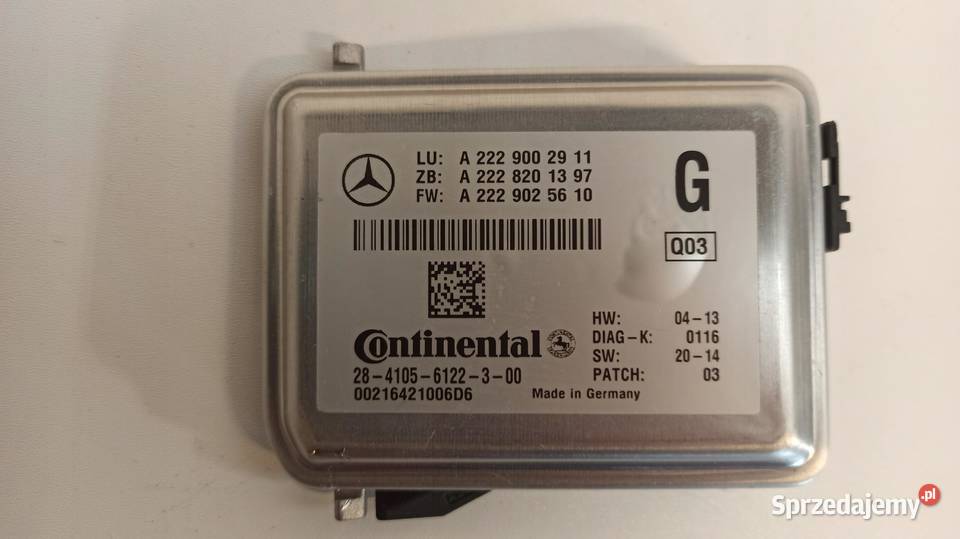 LU: A 222 900 29 11
ZB: A 222 820 13 97
FW: A 222 902 56 10
G
Q03
Continental
28-4105-6122-3-00
00216421006D6
HW: 04-13
DIAG-K: 0116
SW: 20-14
PATCH: 03
Made in Germany
Sprzedajemy.pl